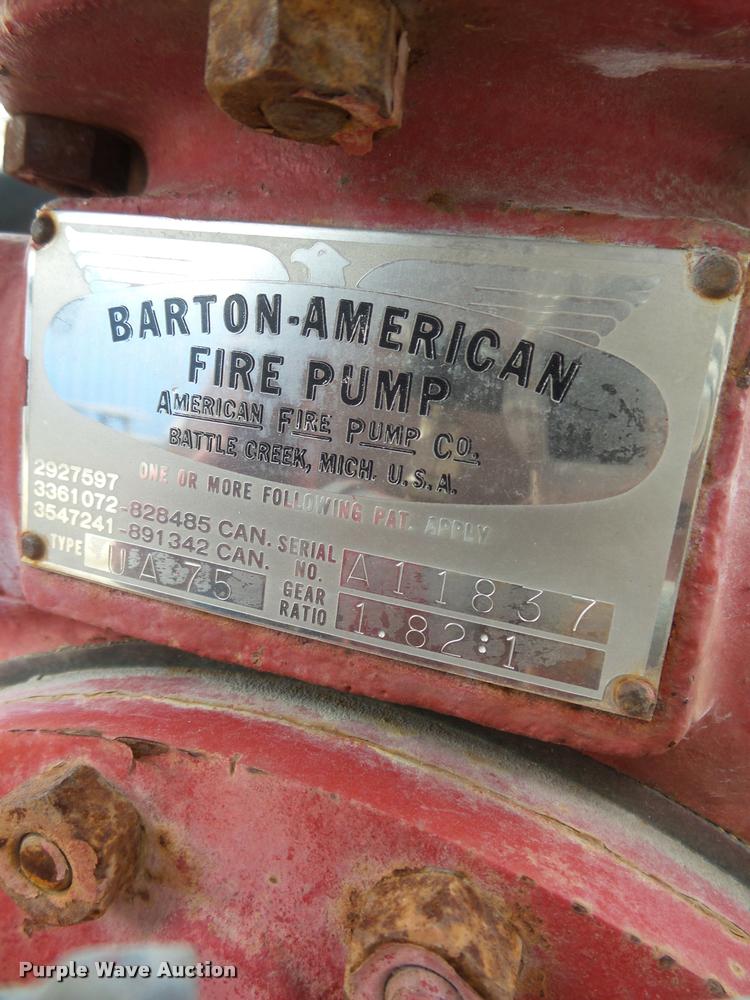 BARTON-AMERICAN
FIRE PUMP
AMERICAN FIRE PUMP CO.
BATTLE CREEK, MICH. U.S.A.
ONE OR MORE FOLLOWING PAT. APPLY
2927597
3361072-828485 CAN.
3547241-891342 CAN.
TYPE UA75
SERIAL NO. A11837
GEAR RATIO 1.82:1
Purple Wave Auction